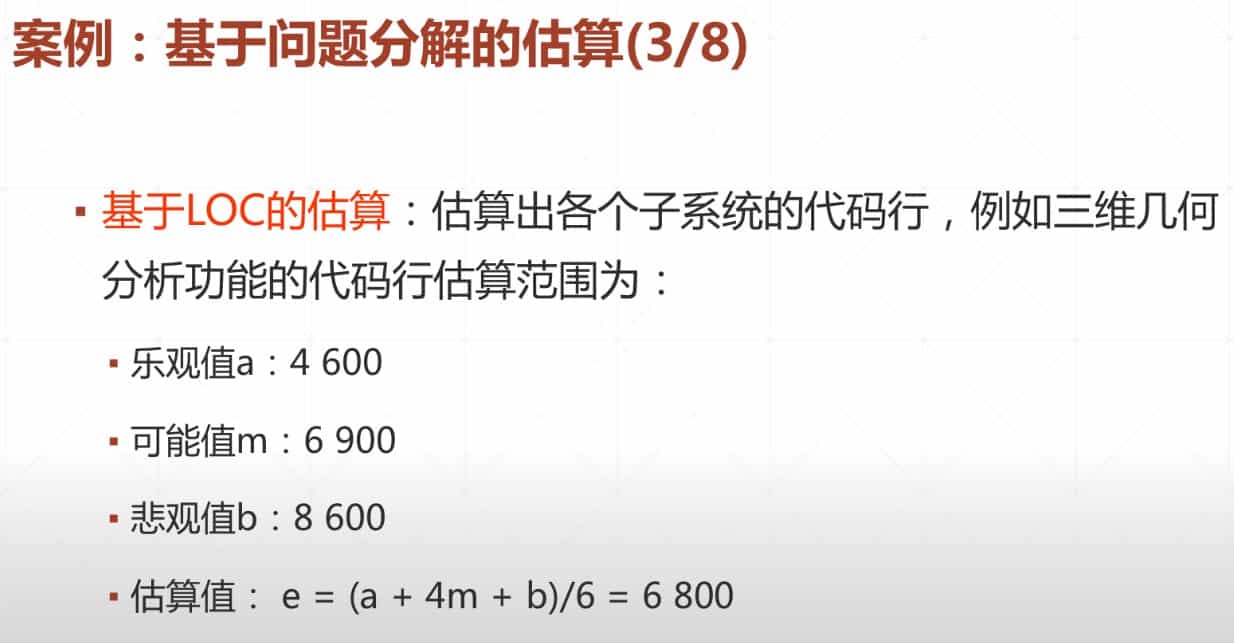 案例：基于问题分解的估算(3/8)
▪ 基于LOC的估算：估算出各个子系统的代码行，例如三维几何
分析功能的代码行估算范围为：
▪ 乐观值a：4 600
▪ 可能值m：6 900
▪ 悲观值b：8 600
▪ 估算值： e = (a + 4m + b)/6 = 6 800